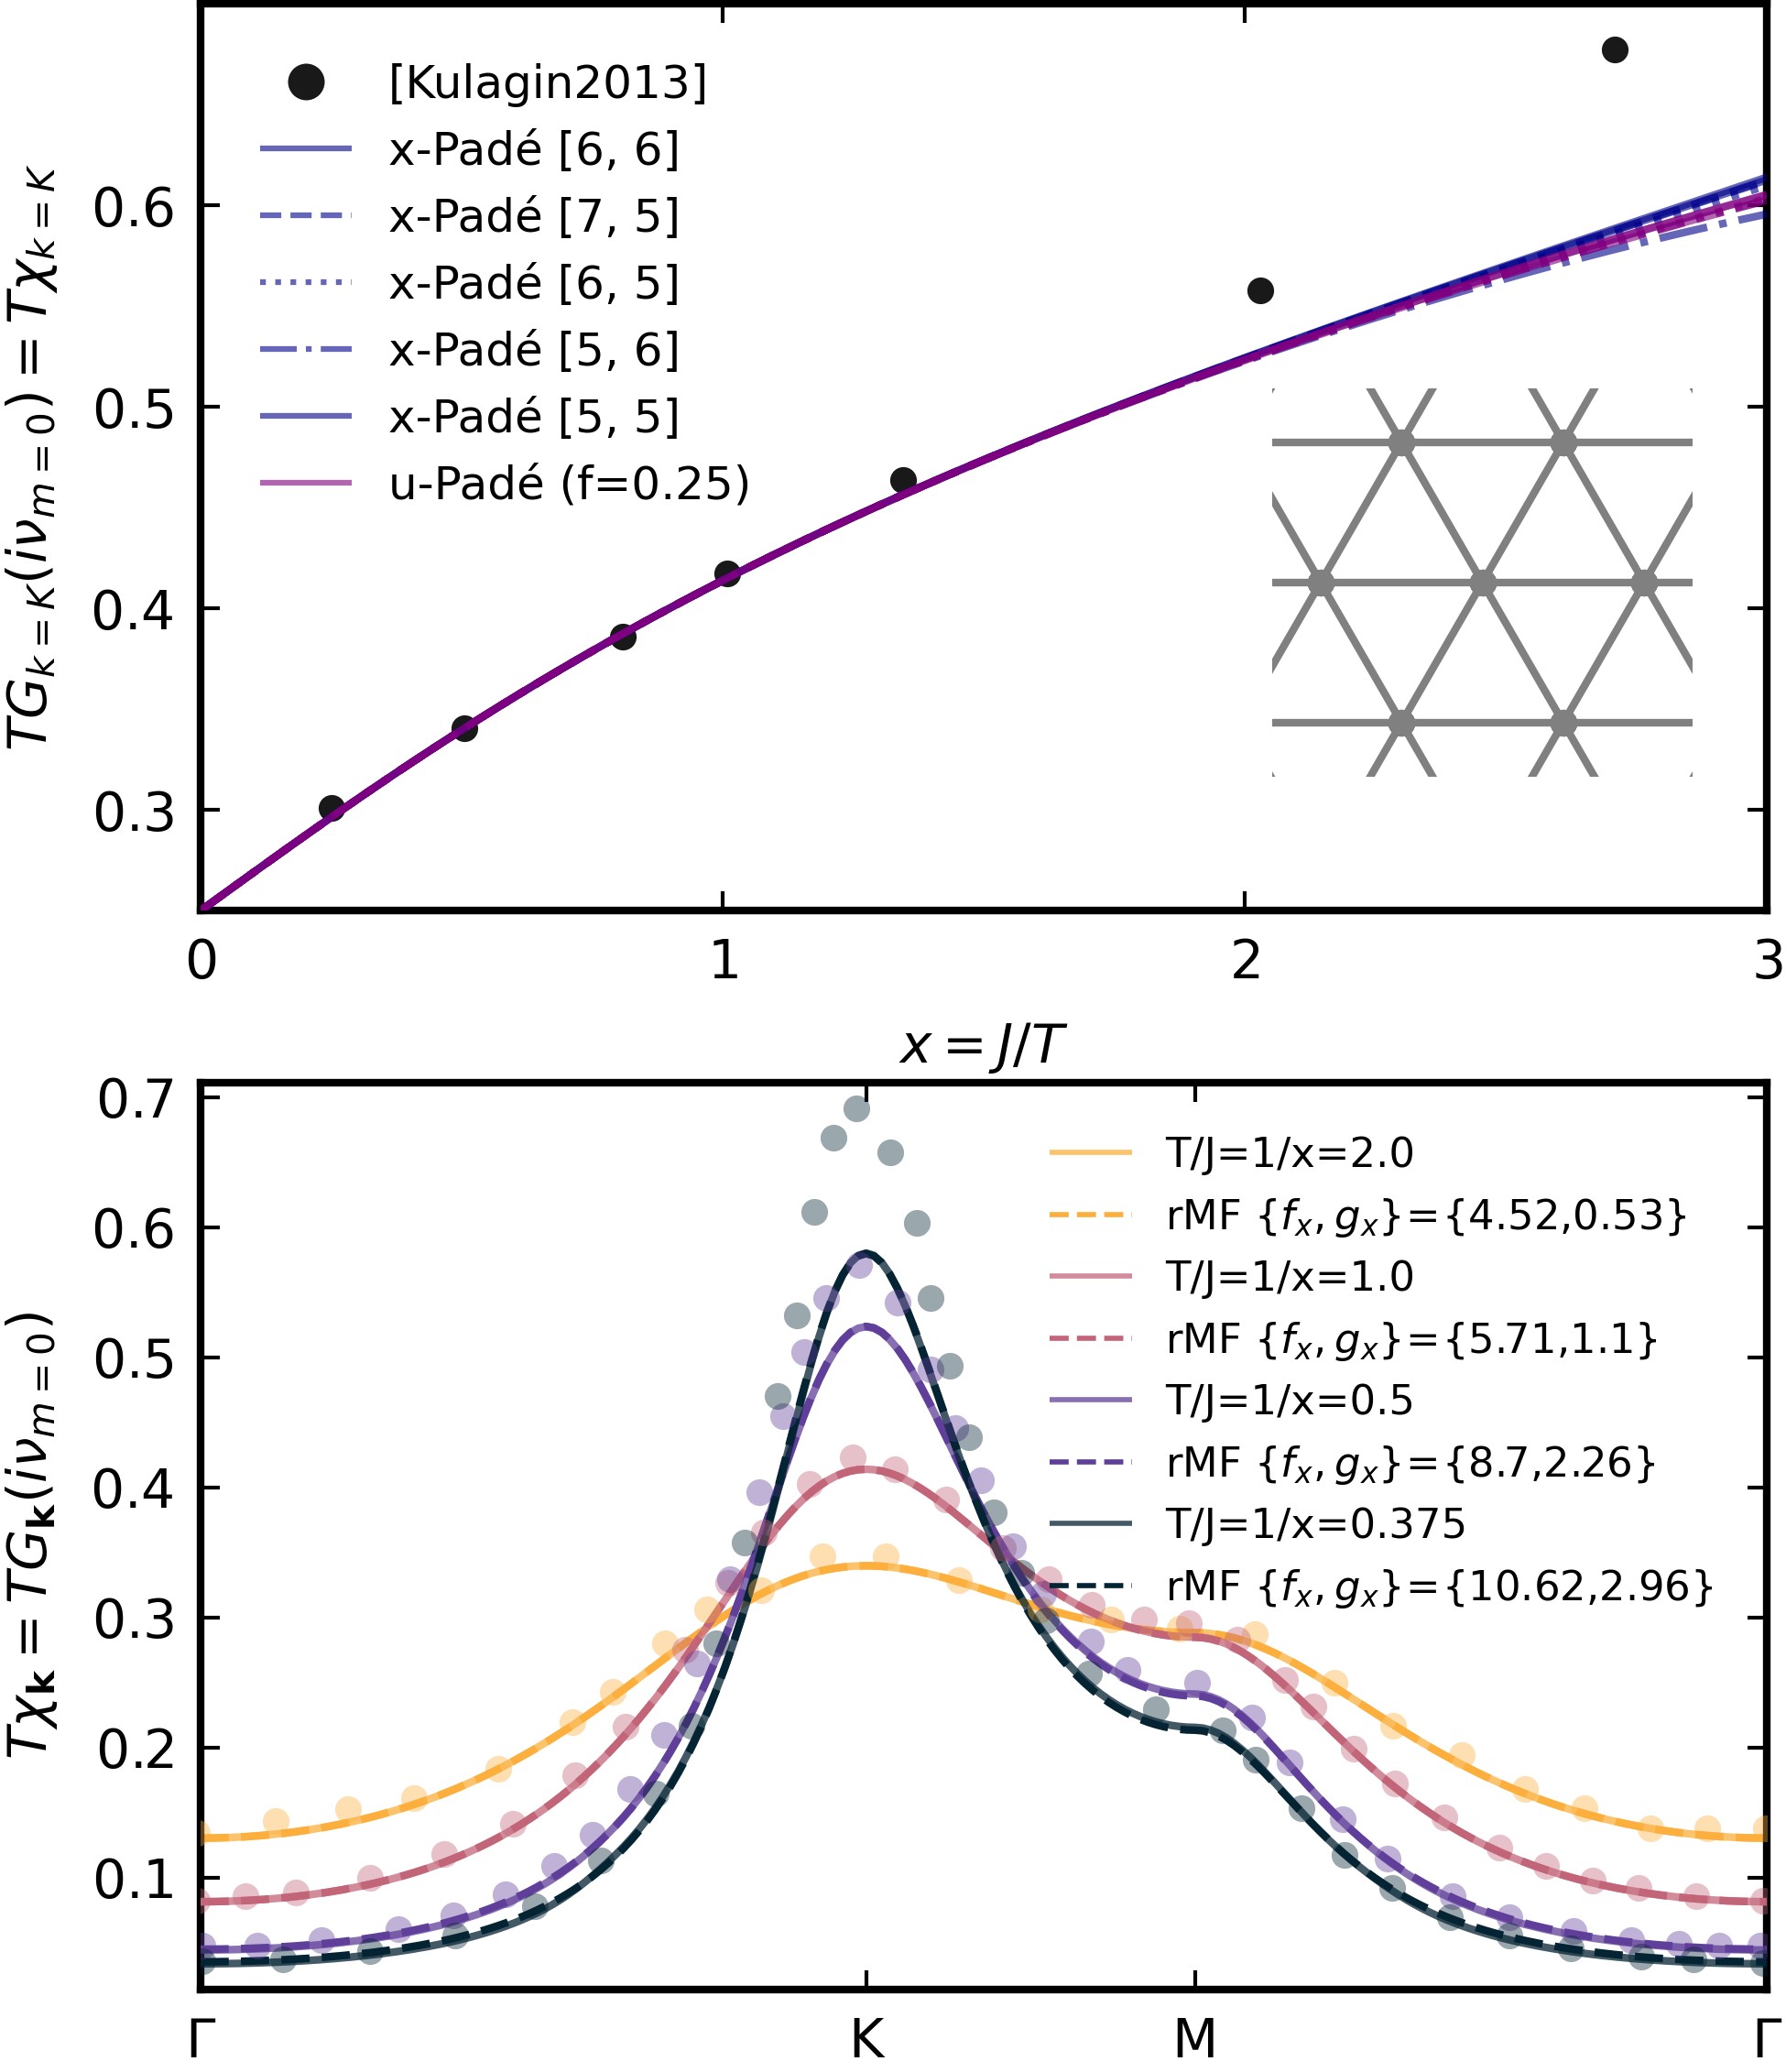 TG_{k=K}(iν_{m=0}) = Tχ_{k=K}
0.6
0.5
0.4
0.3
[Kulagin2013]
x-Padé [6, 6]
x-Padé [7, 5]
x-Padé [6, 5]
x-Padé [5, 6]
x-Padé [5, 5]
u-Padé (f=0.25)
0 1 2 3
x = J/T
Tχ_𝐤 = TG_𝐤(iν_{m=0})
0.7
0.6
0.5
0.4
0.3
0.2
0.1
T/J=1/x=2.0
rMF {f_x, g_x}={4.52,0.53}
T/J=1/x=1.0
rMF {f_x, g_x}={5.71,1.1}
T/J=1/x=0.5
rMF {f_x, g_x}={8.7,2.26}
T/J=1/x=0.375
rMF {f_x, g_x}={10.62,2.96}
Γ K M Γ